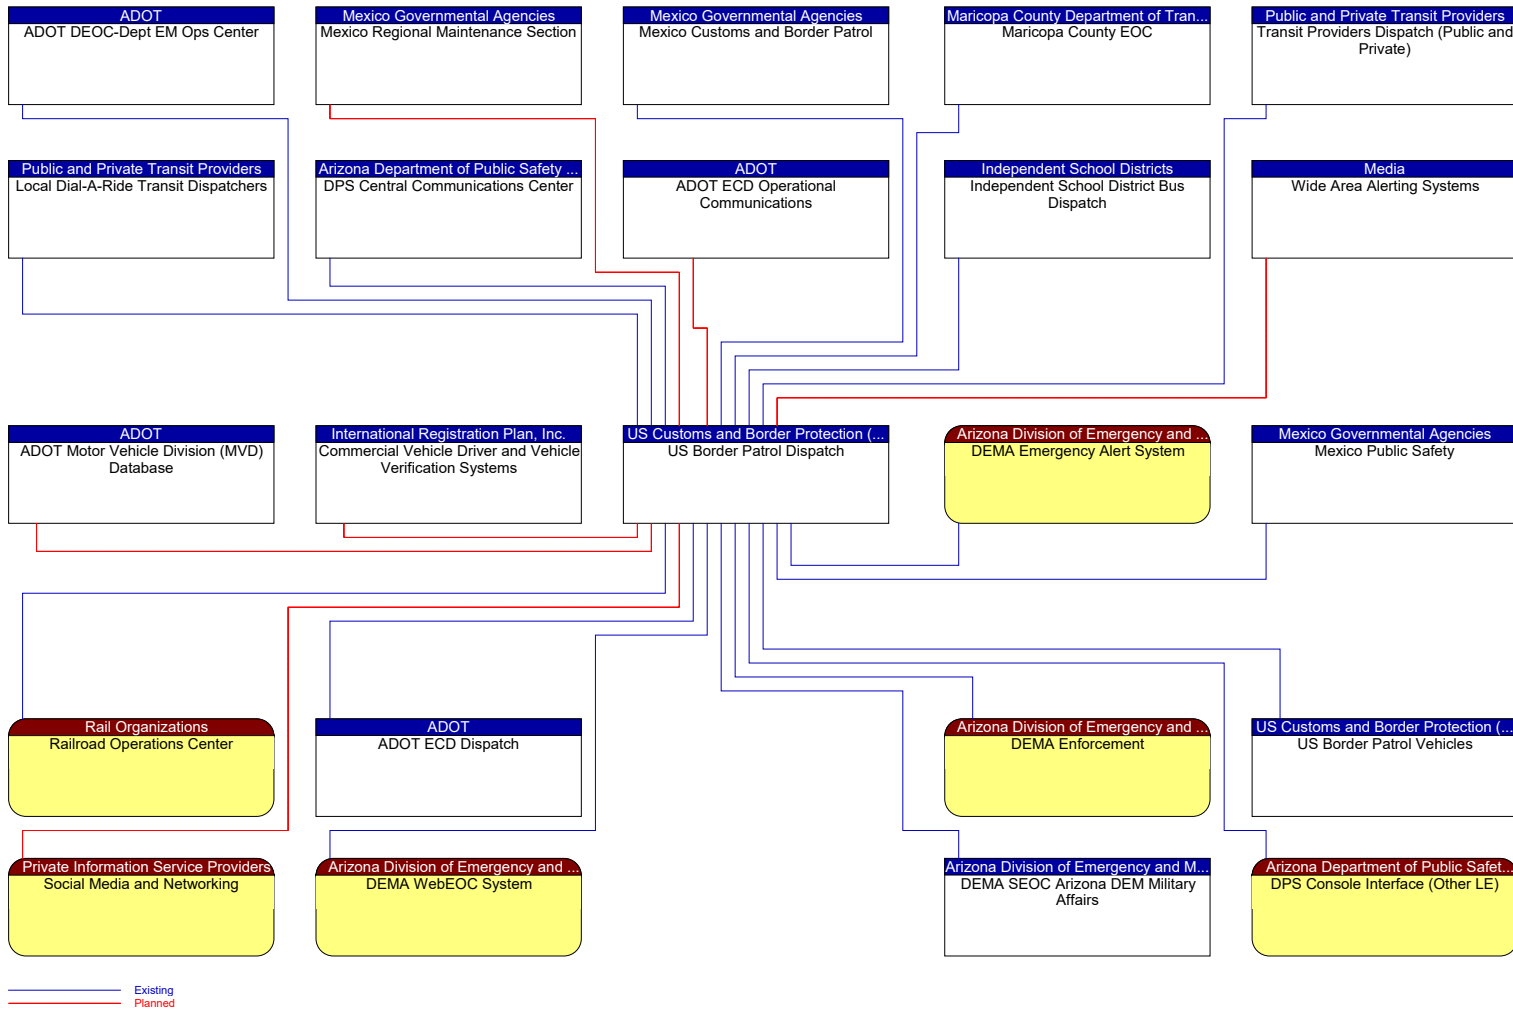 ADOT
ADOT DEOC-Dept EM Ops Center
Mexico Governmental Agencies
Mexico Regional Maintenance Section
Mexico Governmental Agencies
Mexico Customs and Border Patrol
Maricopa County Department of Tran...
Maricopa County EOC
Public and Private Transit Providers
Transit Providers Dispatch (Public and
Private)
Public and Private Transit Providers
Local Dial-A-Ride Transit Dispatchers
Arizona Department of Public Safety ...
DPS Central Communications Center
ADOT
ADOT ECD Operational
Communications
Independent School Districts
Independent School District Bus
Dispatch
Media
Wide Area Alerting Systems
ADOT
ADOT Motor Vehicle Division (MVD)
Database
International Registration Plan, Inc.
Commercial Vehicle Driver and Vehicle
Verification Systems
US Customs and Border Protection (...
US Border Patrol Dispatch
Arizona Division of Emergency and ...
DEMA Emergency Alert System
Mexico Governmental Agencies
Mexico Public Safety
Rail Organizations
Railroad Operations Center
ADOT
ADOT ECD Dispatch
Arizona Division of Emergency and ...
DEMA Enforcement
US Customs and Border Protection (...
US Border Patrol Vehicles
Private Information Service Providers
Social Media and Networking
Arizona Division of Emergency and ...
DEMA WebEOC System
Arizona Division of Emergency and M...
DEMA SEOC Arizona DEM Military
Affairs
Arizona Department of Public Safet...
DPS Console Interface (Other LE)
Existing
Planned